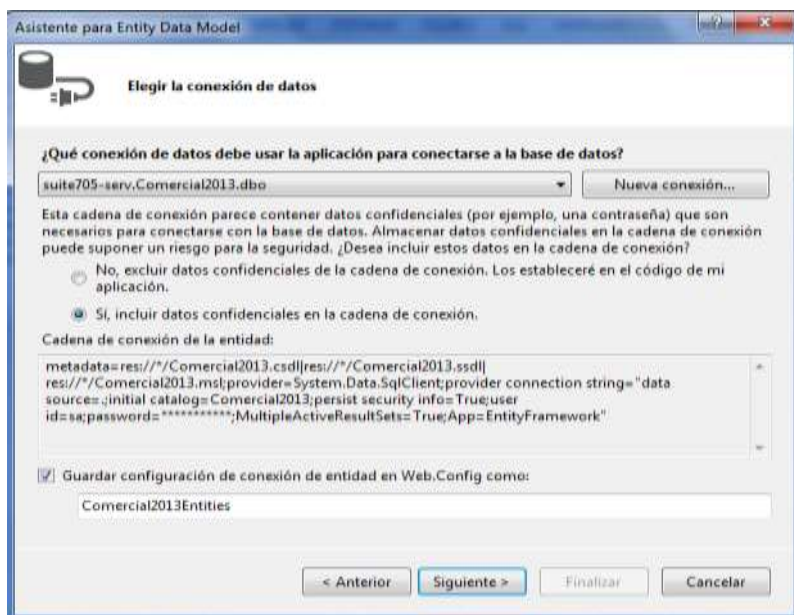 Asistente para Entity Data Model
Elegir la conexión de datos
¿Qué conexión de datos debe usar la aplicación para conectarse a la base de datos?
suite705-serv.Comercial2013.dbo
Nueva conexión...
Esta cadena de conexión parece contener datos confidenciales (por ejemplo, una contraseña) que son
necesarios para conectarse con la base de datos. Almacenar datos confidenciales en la cadena de conexión
puede suponer un riesgo para la seguridad. ¿Desea incluir estos datos en la cadena de conexión?
No, excluir datos confidenciales de la cadena de conexión. Los estableceré en el código de mi
aplicación.
Sí, incluir datos confidenciales en la cadena de conexión.
Cadena de conexión de la entidad:
metadata=res://*/Comercial2013.csdl|res://*/Comercial2013.ssdl|
res://*/Comercial2013.msl;provider=System.Data.SqlClient;provider connection string="data
source=.;initial catalog=Comercial2013;persist security info=True;user
id=sa;password=***********;MultipleActiveResultSets=True;App=EntityFramework"
Guardar configuración de conexión de entidad en Web.Config como:
Comercial2013Entities
< Anterior
Siguiente >
Finalizar
Cancelar